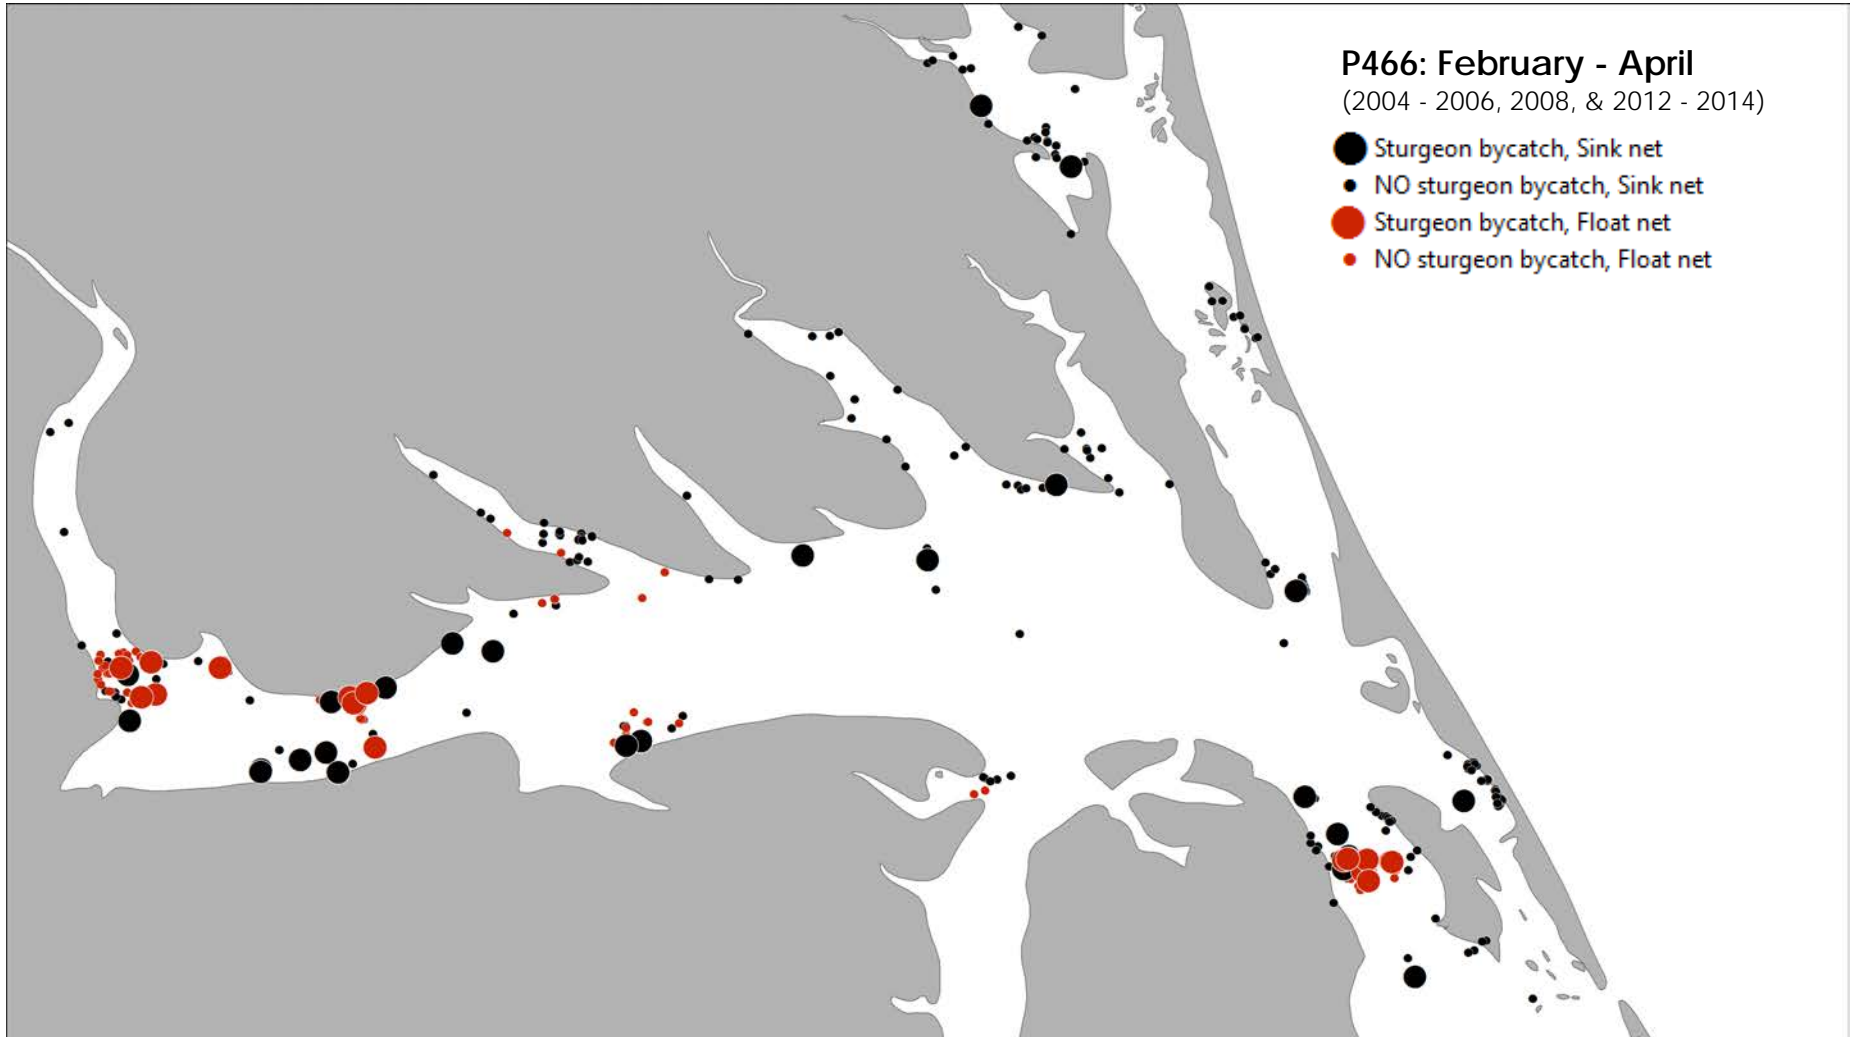 P466: February - April
(2004 - 2006, 2008, & 2012 - 2014)
Sturgeon bycatch, Sink net
NO sturgeon bycatch, Sink net
Sturgeon bycatch, Float net
NO sturgeon bycatch, Float net